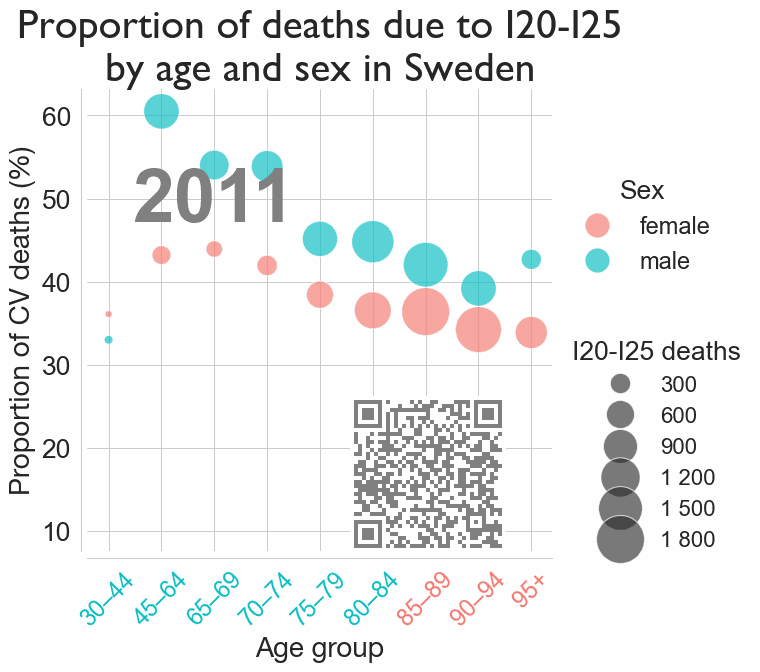 Proportion of deaths due to I20-I25
by age and sex in Sweden
Proportion of CV deaths (%)
60
50
40
30
20
10
2011
30–44
45–64
65–69
70–74
75–79
80–84
85–89
90–94
95+
Age group
Sex
female
male
I20-I25 deaths
300
600
900
1 200
1 500
1 800